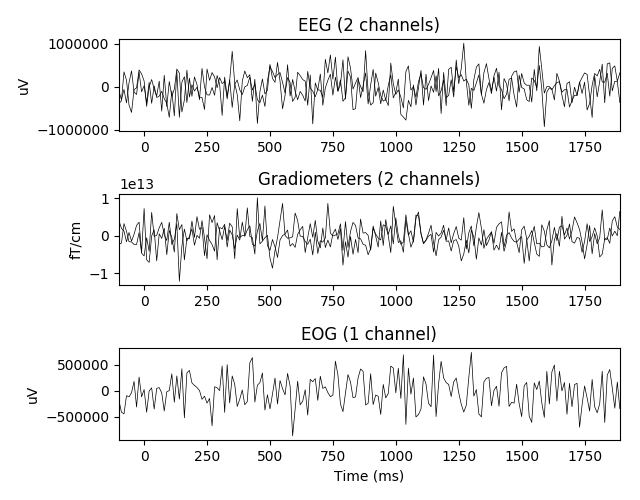 EEG (2 channels)
1000000
0
−1000000
uV
0 250 500 750 1000 1250 1500 1750
1e13
Gradiometers (2 channels)
1
0
−1
fT/cm
0 250 500 750 1000 1250 1500 1750
EOG (1 channel)
500000
0
−500000
uV
0 250 500 750 1000 1250 1500 1750
Time (ms)